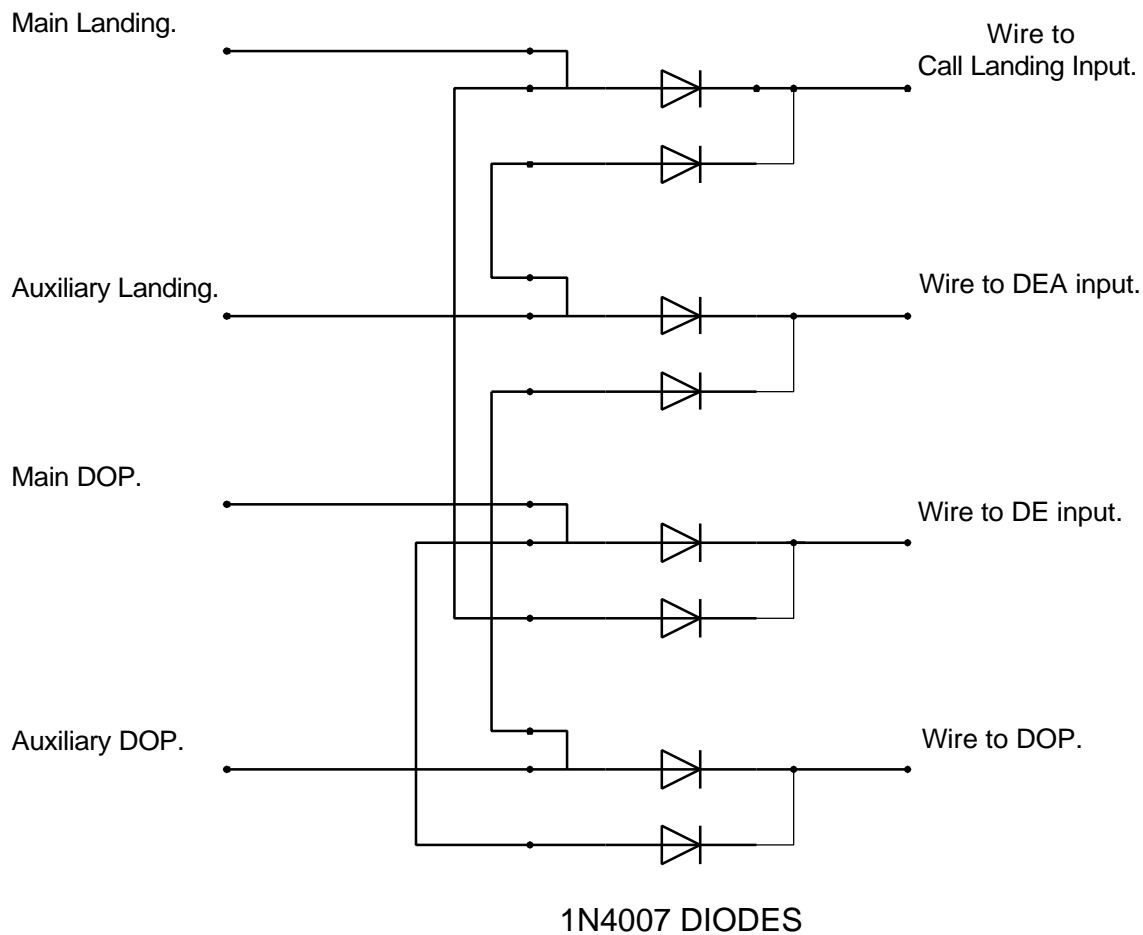 Main Landing.
Wire to
Call Landing Input.
Auxiliary Landing.
Wire to DEA input.
Main DOP.
Wire to DE input.
Auxiliary DOP.
Wire to DOP.
1N4007 DIODES